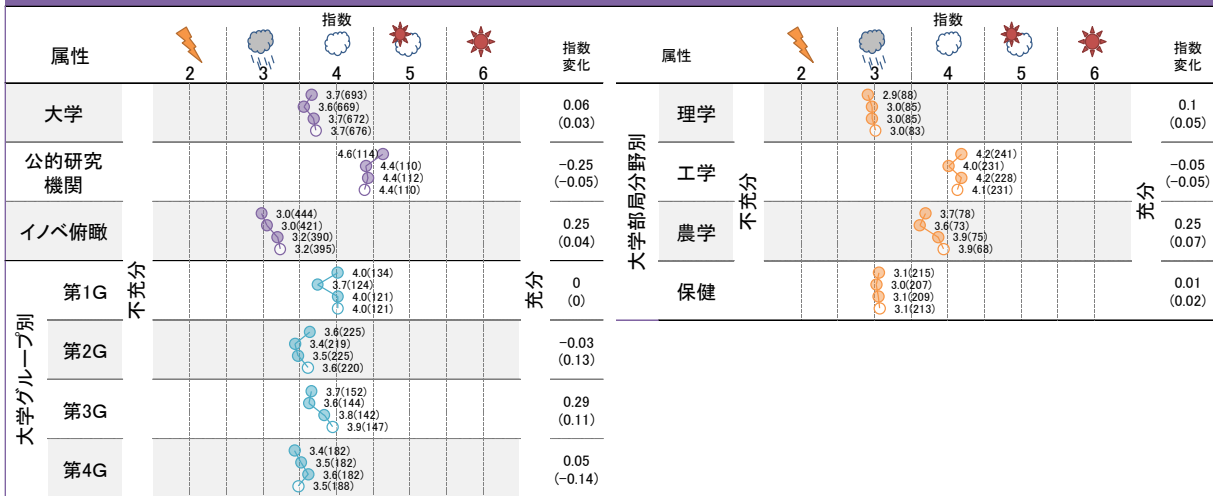 指数
属性
2 3 4 5 6
指数
変化
大学
3.7(693)
3.6(669)
3.7(672)
3.7(676)
0.06
(0.03)
公的研究
機関
4.6(114)
4.4(110)
4.4(112)
4.4(110)
-0.25
(-0.05)
イノベ俯瞰
3.0(444)
3.0(421)
3.2(390)
3.2(395)
0.25
(0.04)
不充分
充分
大学グループ別
第1G
4.0(134)
3.7(124)
4.0(121)
4.0(121)
0
(0)
第2G
3.6(225)
3.4(219)
3.5(225)
3.6(220)
-0.03
(0.13)
第3G
3.7(152)
3.6(144)
3.8(142)
3.9(147)
0.29
(0.11)
第4G
3.4(182)
3.5(182)
3.6(182)
3.5(188)
0.05
(-0.14)
指数
属性
2 3 4 5 6
指数
変化
大学部局分野別
不充分
充分
理学
2.9(88)
3.0(85)
3.0(85)
3.0(83)
0.1
(0.05)
工学
4.2(241)
4.0(231)
4.2(228)
4.1(231)
-0.05
(-0.05)
農学
3.7(78)
3.6(73)
3.9(75)
3.9(68)
0.25
(0.07)
保健
3.1(215)
3.0(207)
3.1(209)
3.1(213)
0.01
(0.02)